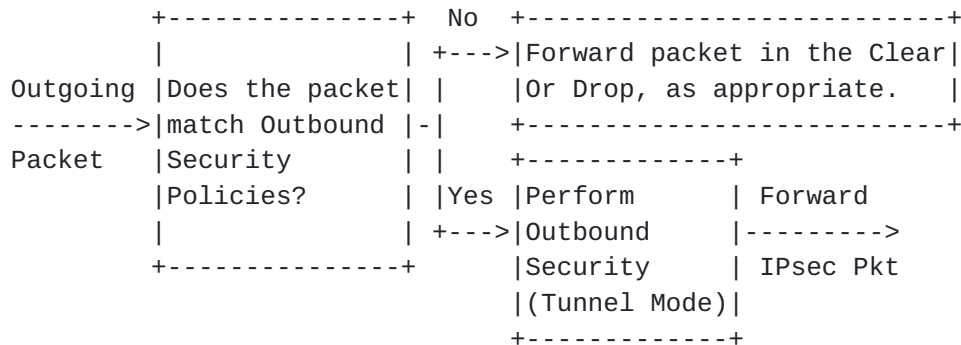 +---------------+  No  +----------------------------+
|               | +--->|Forward packet in the Clear|
Outgoing |Does the packet| |    |Or Drop, as appropriate.  |
-------->|match Outbound |-|    +----------------------------+
Packet   |Security       | |    +-------------+
|Policies?      | |Yes |Perform      | Forward
|               | +--->|Outbound     |--------->
+---------------+      |Security     | IPsec Pkt
|(Tunnel Mode)|
+-------------+